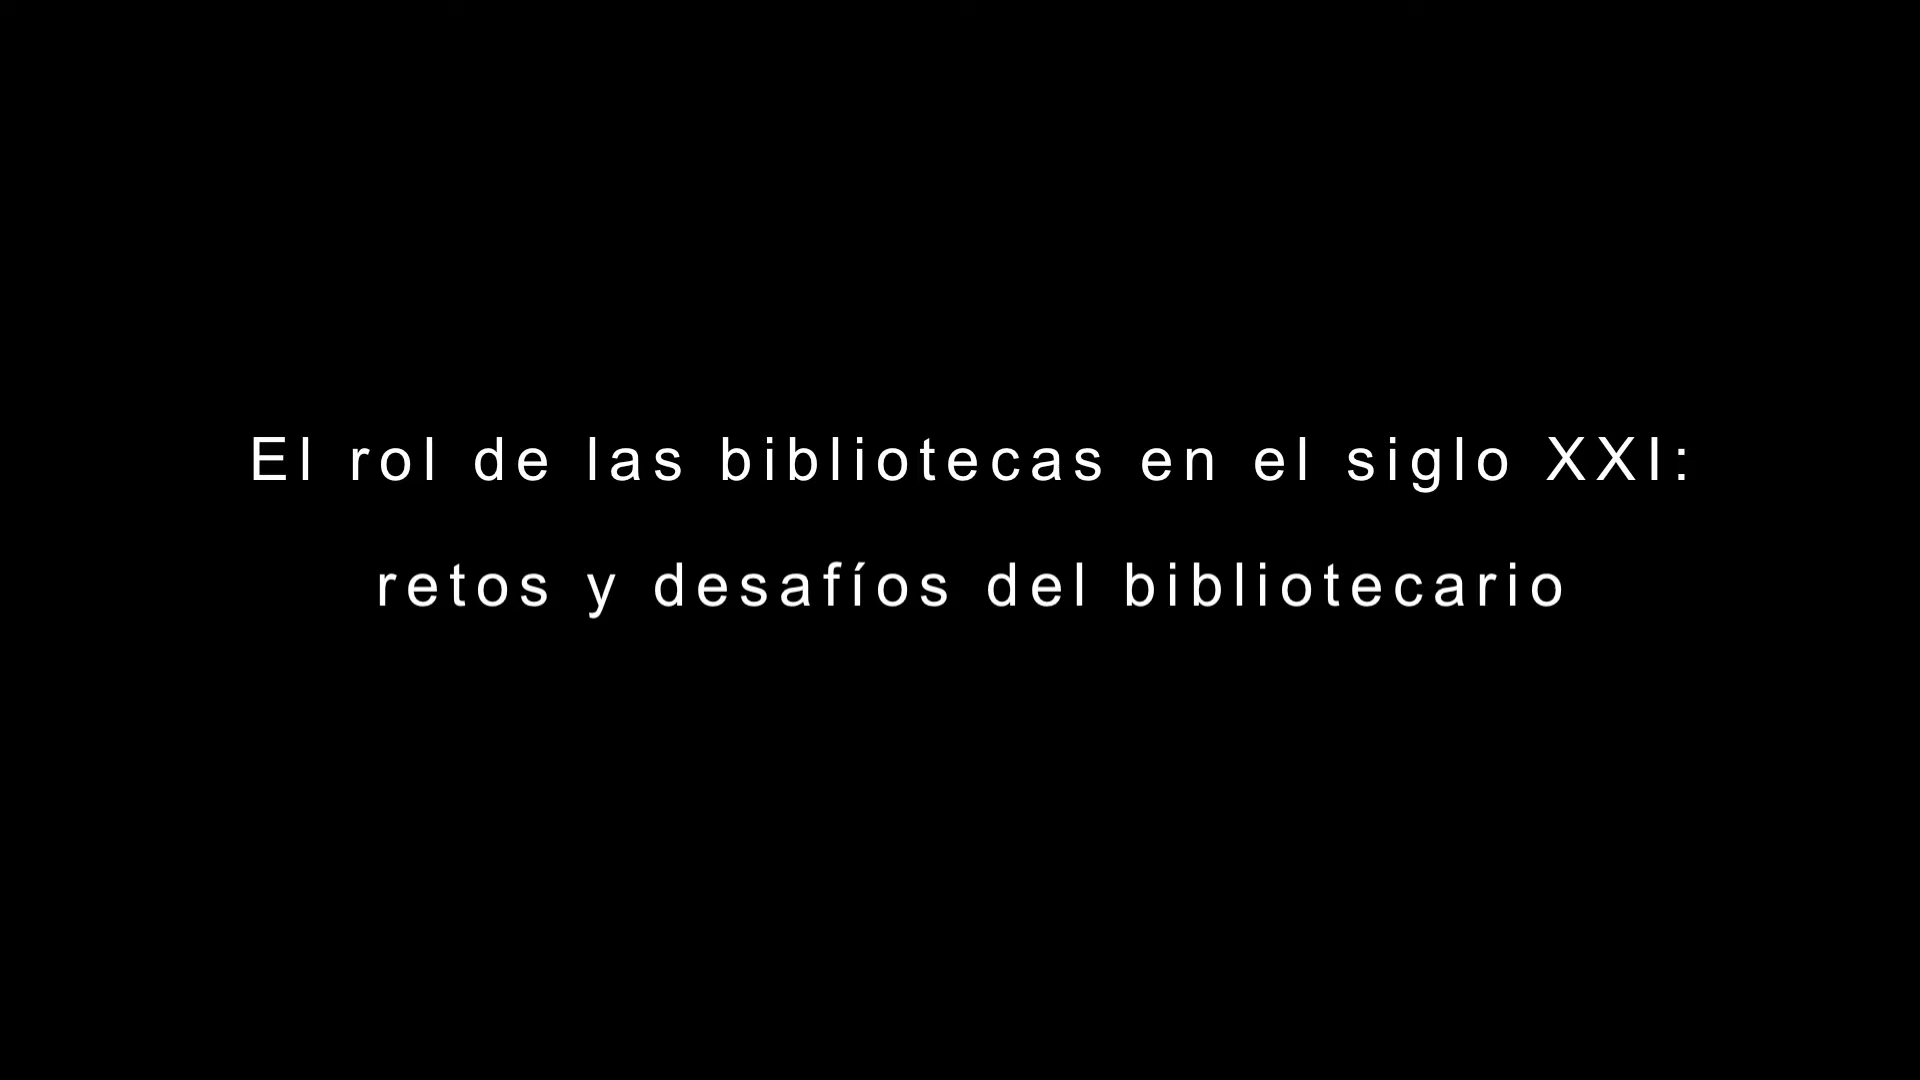 El rol de las bibliotecas en el siglo XXI:
retos y desafíos del bibliotecario